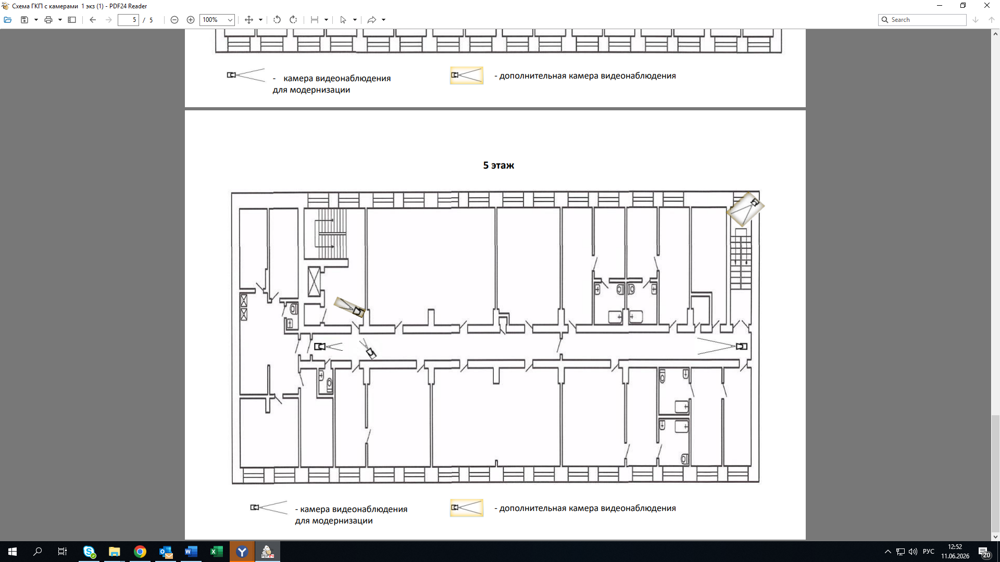 Схема ГКП с камерами 1 экз (1) - PDF24 Reader
5 / 5
100%
Search
- камера видеонаблюдения
для модернизации
- дополнительная камера видеонаблюдения
5 этаж
- камера видеонаблюдения
для модернизации
- дополнительная камера видеонаблюдения
PDF24
РУС
12:52
11.06.2026
20